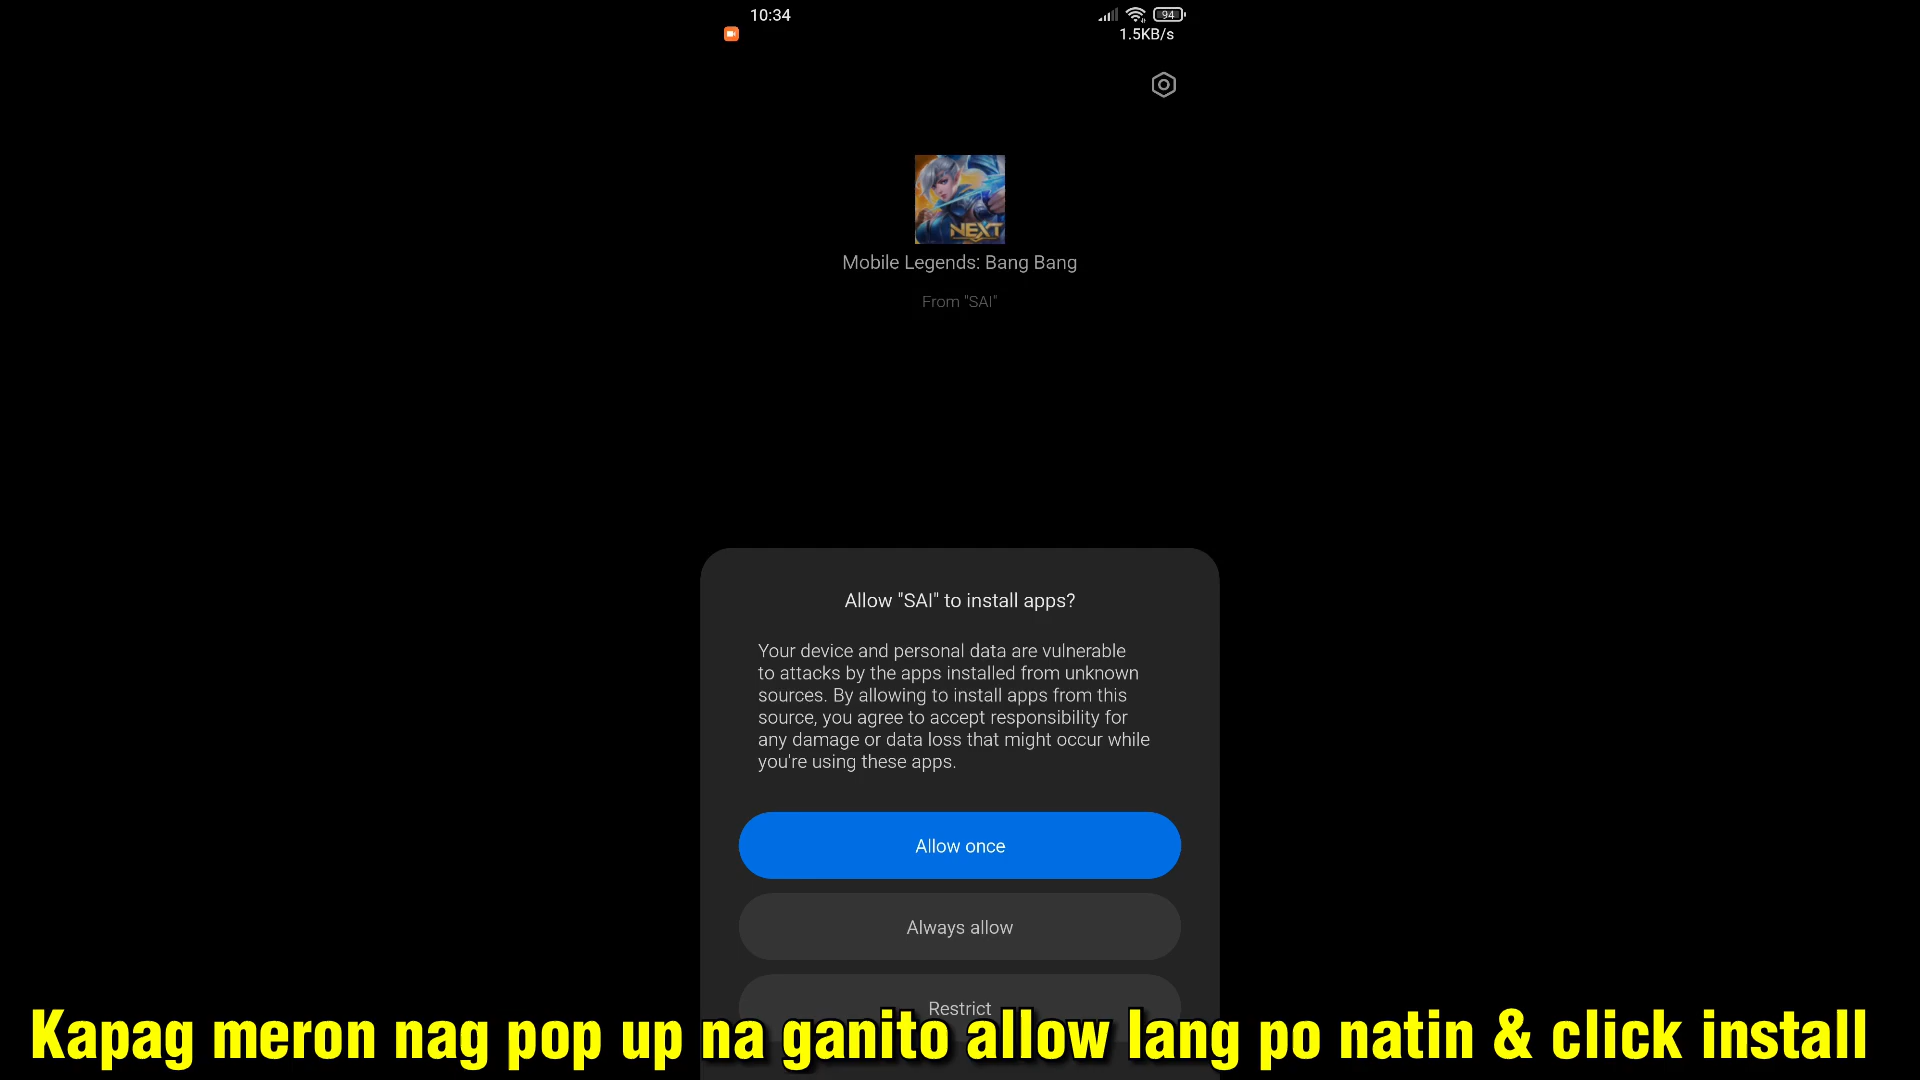 10:34
94
1.5KB/s
NEXT
Mobile Legends: Bang Bang
From "SAI"
Allow "SAI" to install apps?
Your device and personal data are vulnerable
to attacks by the apps installed from unknown
sources. By allowing to install apps from this
source, you agree to accept responsibility for
any damage or data loss that might occur while
you're using these apps.
Allow once
Always allow
Restrict
Kapag meron nag pop up na ganito allow lang po natin & click install